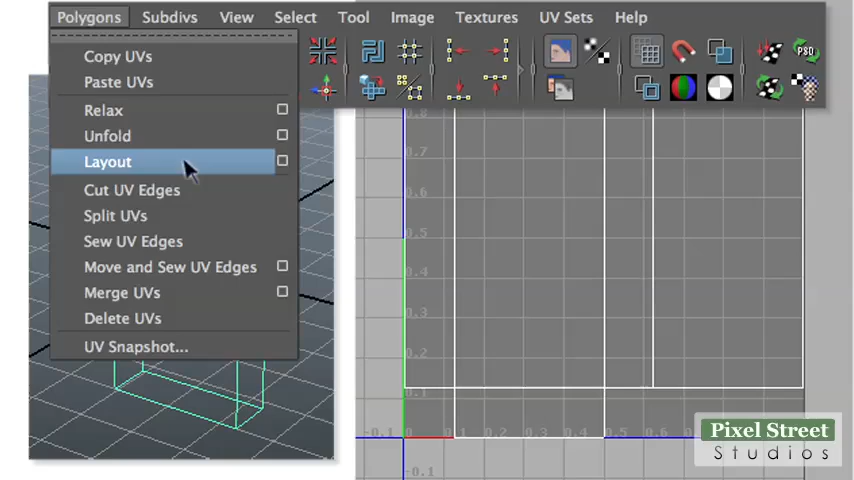 Polygons Subdivs View Select Tool Image Textures UV Sets Help
Copy UVs
Paste UVs
Relax
Unfold
Layout
Cut UV Edges
Split UVs
Sew UV Edges
Move and Sew UV Edges
Merge UVs
Delete UVs
UV Snapshot...
PSD
0.8
0.7
0.6
0.5
0.4
0.3
0.2
0.1
-0.1 0 0.1 0.2 0.3 0.4 0.5 0.6
-0.1
Pixel Street
Studios